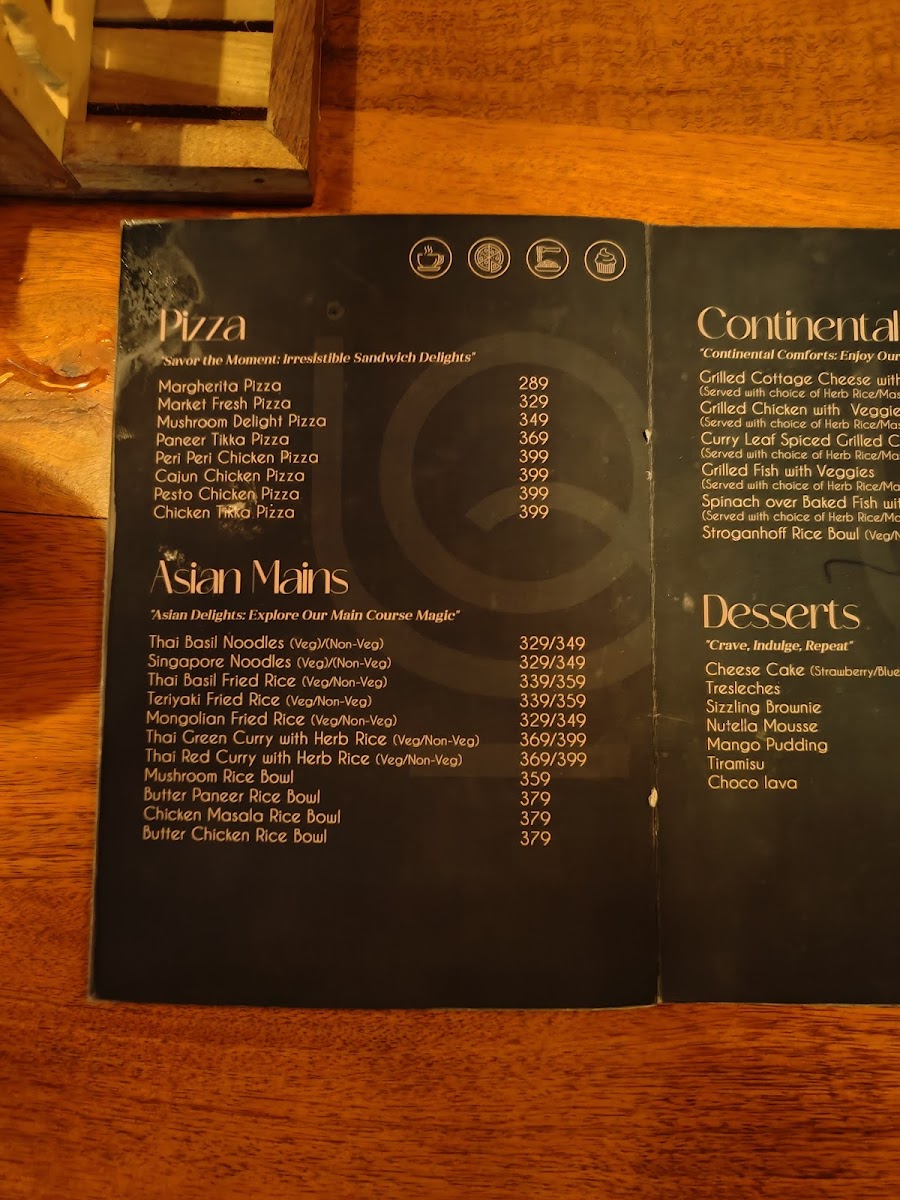 Pizza
"Savor the Moment: Irresistible Sandwich Delights"
Margherita Pizza 289
Market Fresh Pizza 329
Mushroom Delight Pizza 349
Paneer Tikka Pizza 369
Peri Peri Chicken Pizza 399
Cajun Chicken Pizza 399
Pesto Chicken Pizza 399
Chicken Tikka Pizza 399
Asian Mains
"Asian Delights: Explore Our Main Course Magic"
Thai Basil Noodles (Veg)/(Non-Veg) 329/349
Singapore Noodles (Veg)/(Non-Veg) 329/349
Thai Basil Fried Rice (Veg/Non-Veg) 339/359
Teriyaki Fried Rice (Veg/Non-Veg) 339/359
Mongolian Fried Rice (Veg/Non-Veg) 329/349
Thai Green Curry with Herb Rice (Veg/Non-Veg) 369/399
Thai Red Curry with Herb Rice (Veg/Non-Veg) 369/399
Mushroom Rice Bowl 359
Butter Paneer Rice Bowl 379
Chicken Masala Rice Bowl 379
Butter Chicken Rice Bowl 379
Continental
"Continental Comforts: Enjoy Our
Grilled Cottage Cheese with
(Served with choice of Herb Rice/Mas
Grilled Chicken with Veggie
(Served with choice of Herb Rice/Mas
Curry Leaf Spiced Grilled C
(Served with choice of Herb Rice/Ma
Grilled Fish with Veggies
(Served with choice of Herb Rice/Ma
Spinach over Baked Fish wit
(Served with choice of Herb Rice/Mo
Stroganhoff Rice Bowl (Veg/N
Desserts
"Crave, Indulge, Repeat"
Cheese Cake (Strawberry/Blue
Tresleches
Sizzling Brownie
Nutella Mousse
Mango Pudding
Tiramisu
Choco lava